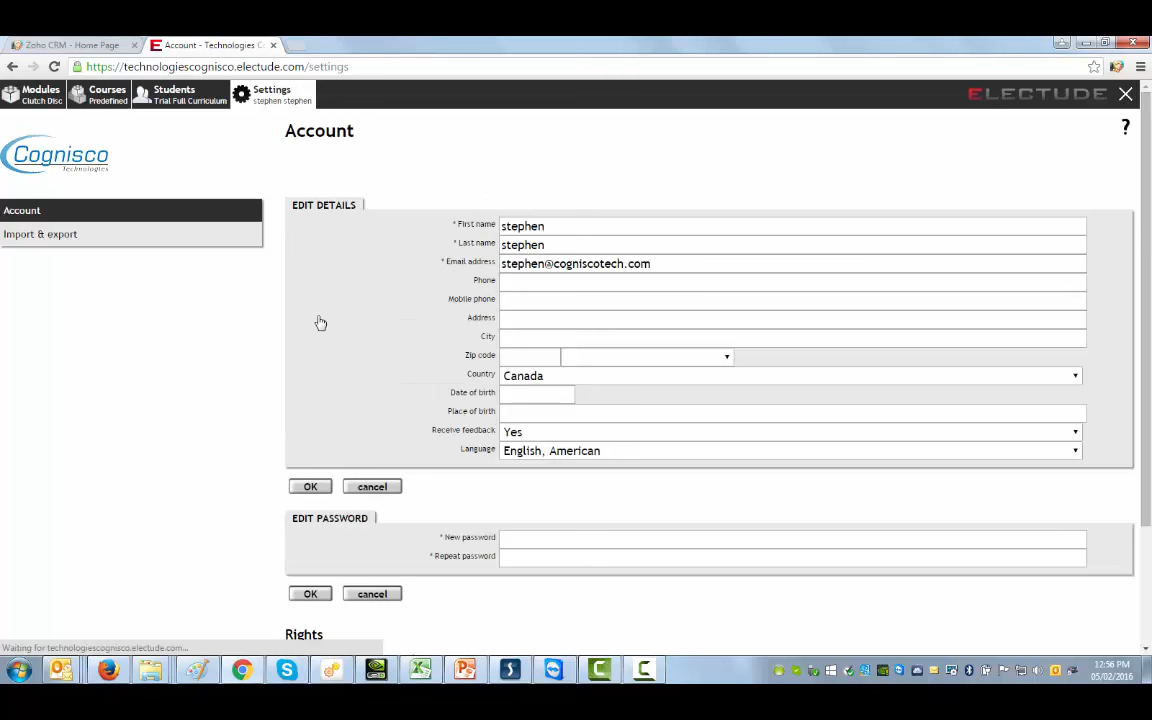 Zoho CRM - Home Page
Account - Technologies Co
https://technologiescognisco.electude.com/settings
Modules
Clutch Disc
Courses
Predefined
Students
Trial Full Curriculum
Settings
stephen stephen
ELECTUDE
Account
?
Cognisco
Technologies
Account
Import & export
EDIT DETAILS
* First name stephen
* Last name stephen
* Email address stephen@cogniscotech.com
Phone
Mobile phone
Address
City
Zip code
Country Canada
Date of birth
Place of birth
Receive feedback Yes
Language English, American
OK cancel
EDIT PASSWORD
* New password
* Repeat password
OK cancel
Rights
Waiting for technologiescognisco.electude.com...
12:56 PM
05/02/2016